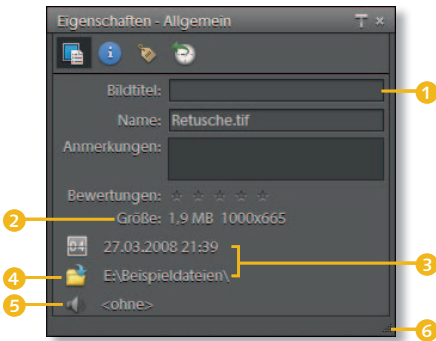 Eigenschaften - Allgemein
Bildtitel:
1
Name: Retusche.tif
Anmerkungen:
Bewertungen:
2 Größe: 1,9 MB 1000x665
04 27.03.2008 21:39
3
4 E:\Beispieldateien\
5 <ohne>
6